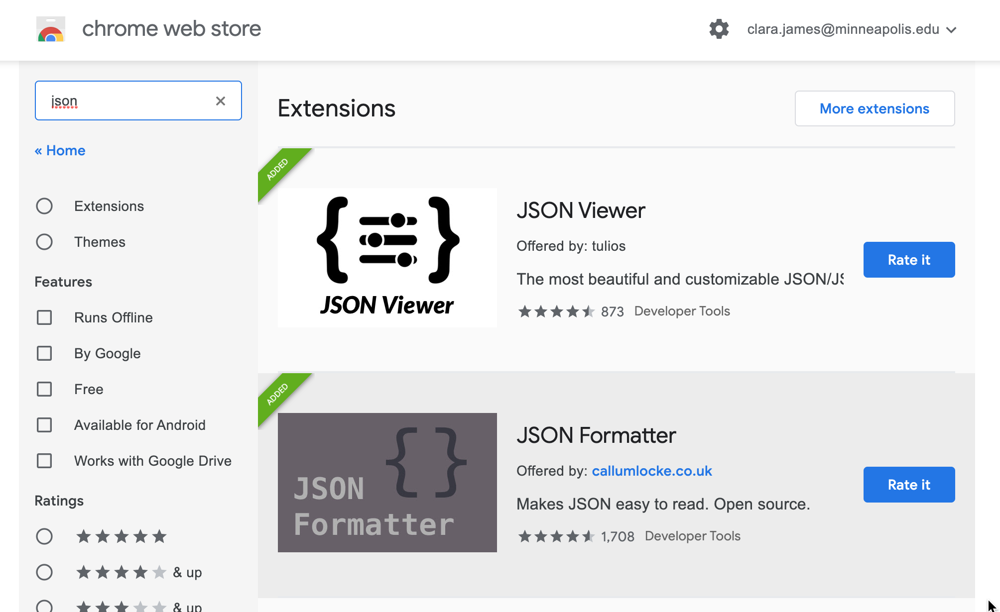 chrome web store
clara.james@minneapolis.edu
json
« Home
Extensions
Themes
Features
Runs Offline
By Google
Free
Available for Android
Works with Google Drive
Ratings
& up
& up
Extensions
More extensions
ADDED
JSON Viewer
JSON Viewer
Offered by: tulios
The most beautiful and customizable JSON/JS
873 Developer Tools
Rate it
ADDED
JSON
Formatter
{ }
JSON Formatter
Offered by: callumlocke.co.uk
Makes JSON easy to read. Open source.
1,708 Developer Tools
Rate it